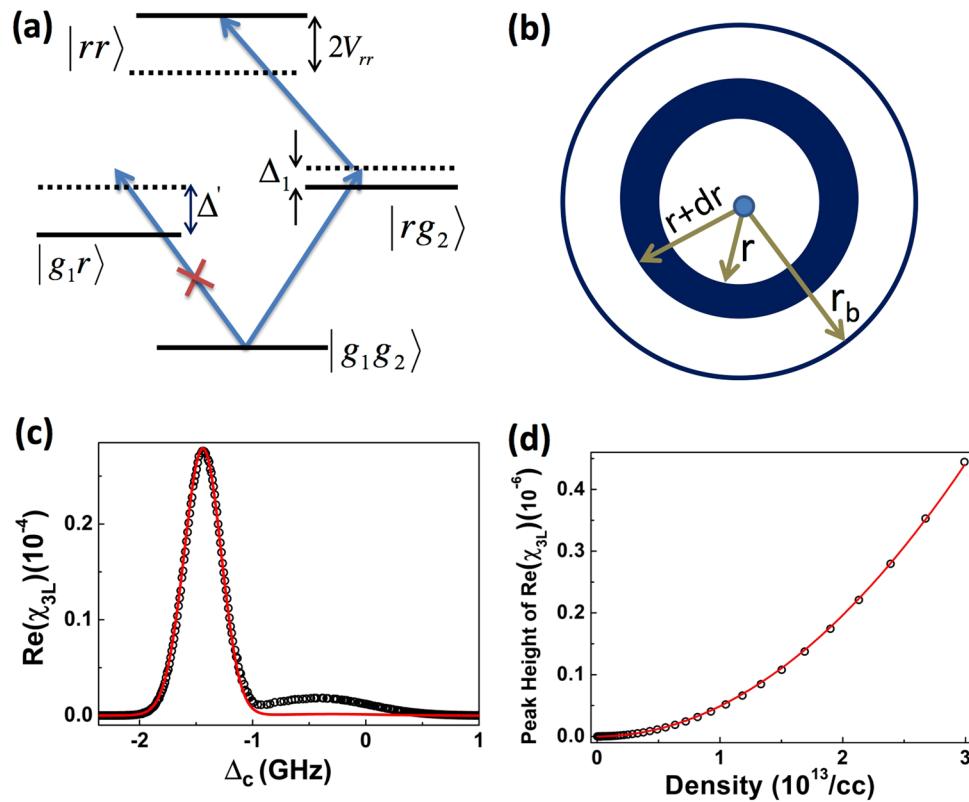 (a)
|rr⟩
2V_rr
Δ_1
Δ'
|rg_2⟩
|g_1r⟩
|g_1g_2⟩
(b)
r+dr
r
r_b
(c)
Re(χ_3L)(10^-4)
0.2
0.1
0.0
-2
-1
0
1
Δ_c (GHz)
(d)
Peak Height of Re(χ_3L)(10^-6)
0.4
0.3
0.2
0.1
0.0
0
1
2
3
Density (10^13/cc)